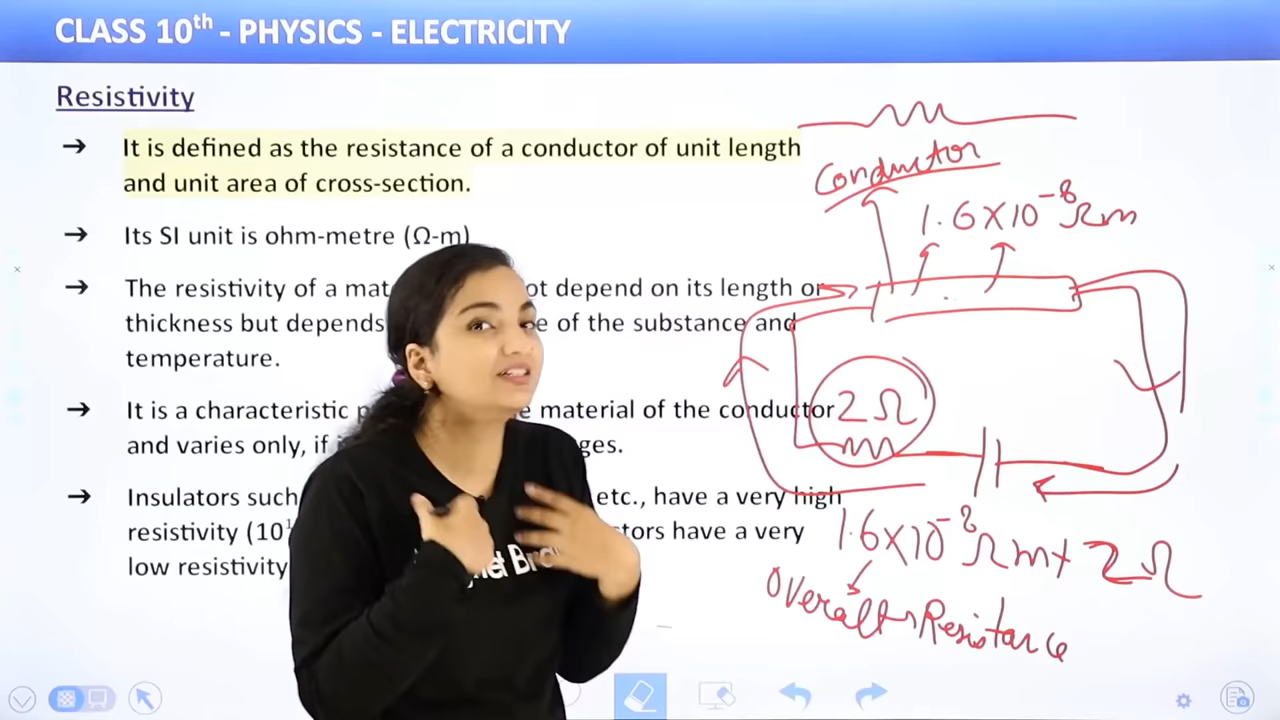 CLASS 10th - PHYSICS - ELECTRICITY
Resistivity
➔ It is defined as the resistance of a conductor of unit length
and unit area of cross-section.
➔ Its SI unit is ohm-metre (Ω-m)
➔ The resistivity of a mat ot depend on its length or
thickness but depends e of the substance and
temperature.
➔ It is a characteristic p e material of the conductor
and varies only, if ges.
➔ Insulators such etc., have a very high
resistivity (10 tors have a very
low resistivity
Conductor
1.6×10⁻⁸Ωm
2Ω
1.6×10⁻⁸Ωm+2Ω
Overall Resistance